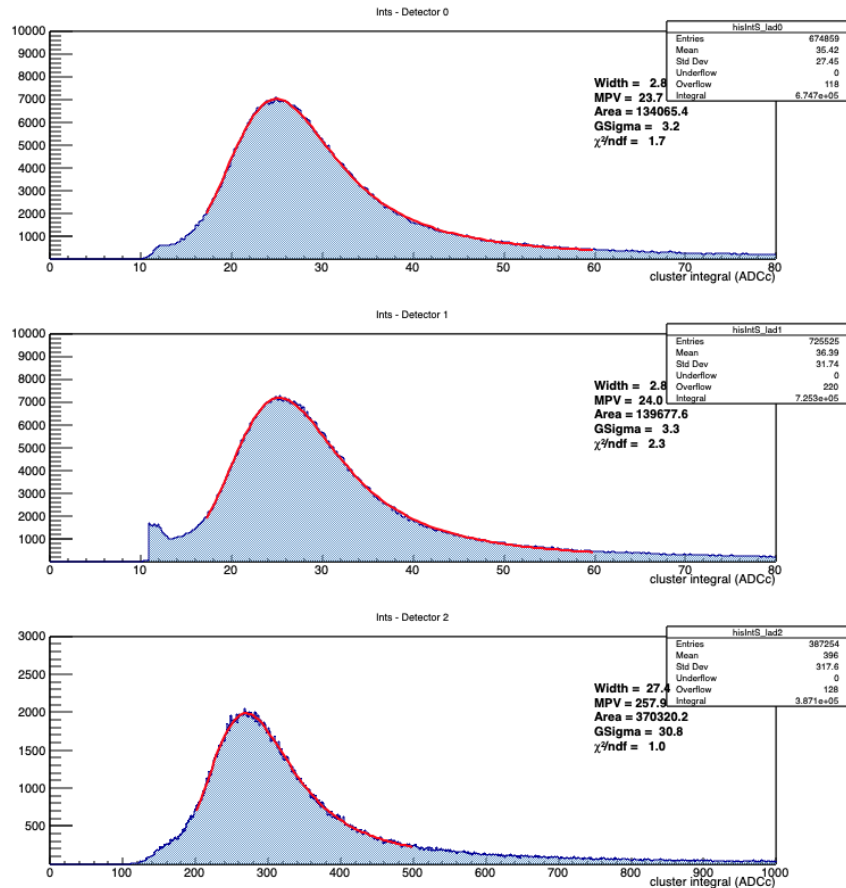 Ints - Detector 0
hisIntS_lad0
Entries 674859
Mean 35.42
Std Dev 27.45
Underflow 0
Overflow 118
Integral 6.747e+05
Width = 2.8
MPV = 23.7
Area = 134065.4
GSigma = 3.2
χ²/ndf = 1.7
10000
9000
8000
7000
6000
5000
4000
3000
2000
1000
0 10 20 30 40 50 60 70 80
cluster integral (ADCc)
Ints - Detector 1
hisIntS_lad1
Entries 725525
Mean 36.39
Std Dev 31.74
Underflow 0
Overflow 220
Integral 7.253e+05
Width = 2.8
MPV = 24.0
Area = 139677.6
GSigma = 3.3
χ²/ndf = 2.3
10000
9000
8000
7000
6000
5000
4000
3000
2000
1000
0 10 20 30 40 50 60 70 80
cluster integral (ADCc)
Ints - Detector 2
hisIntS_lad2
Entries 387254
Mean 396
Std Dev 317.6
Underflow 0
Overflow 128
Integral 3.871e+05
Width = 27.4
MPV = 257.9
Area = 370320.2
GSigma = 30.8
χ²/ndf = 1.0
3000
2500
2000
1500
1000
500
0 100 200 300 400 500 600 700 800 900 1000
cluster integral (ADCc)